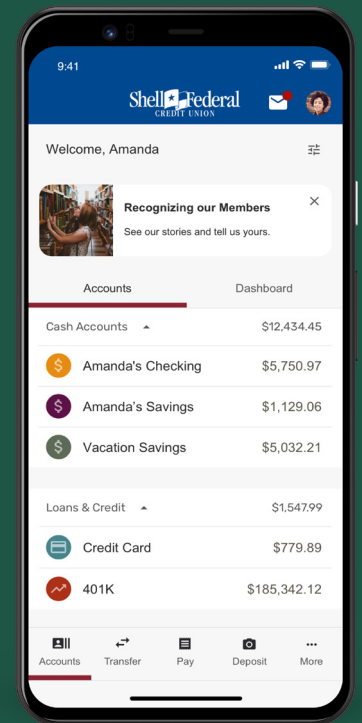 9:41
Shell Federal
CREDIT UNION
Welcome, Amanda
Recognizing our Members
See our stories and tell us yours.
Accounts Dashboard
Cash Accounts $12,434.45
Amanda's Checking $5,750.97
Amanda's Savings $1,129.06
Vacation Savings $5,032.21
Loans & Credit $1,547.99
Credit Card $779.89
401K $185,342.12
Accounts Transfer Pay Deposit More